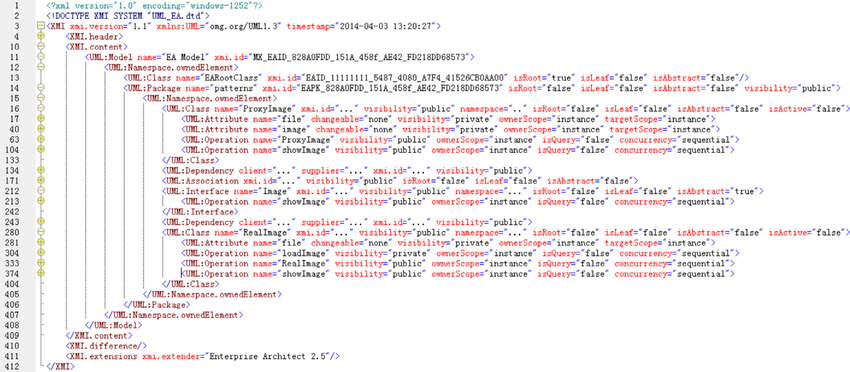 1 <?xml version="1.0" encoding="windows-1252"?>
2 <!DOCTYPE XMI SYSTEM "UML_EA.dtd">
3 <XMI xmi.version="1.1" xmlns:UML="omg.org/UML1.3" timestamp="2014-04-03 13:20:27">
4 <XMI.header>
10 <XMI.content>
11 <UML:Model name="EA Model" xmi.id="MX_EAID_828A0FDD_151A_458f_AE42_FD218DD68573">
12 <UML:Namespace.ownedElement>
13 <UML:Class name="EARootClass" xmi.id="EAID_11111111_5487_4080_A7F4_41526CB0AA00" isRoot="true" isLeaf="false" isAbstract="false"/>
14 <UML:Package name="patterns" xmi.id="EAPK_828A0FDD_151A_458f_AE42_FD218DD68573" isRoot="false" isLeaf="false" isAbstract="false" visibility="public">
15 <UML:Namespace.ownedElement>
16 <UML:Class name="ProxyImage" xmi.id="..." visibility="public" namespace=".." isRoot="false" isLeaf="false" isAbstract="false" isActive="false">
17 <UML:Attribute name="file" changeable="none" visibility="private" ownerScope="instance" targetScope="instance">
40 <UML:Attribute name="image" changeable="none" visibility="private" ownerScope="instance" targetScope="instance">
63 <UML:Operation name="ProxyImage" visibility="public" ownerScope="instance" isQuery="false" concurrency="sequential">
104 <UML:Operation name="showImage" visibility="public" ownerScope="instance" isQuery="false" concurrency="sequential">
133 </UML:Class>
134 <UML:Dependency client="..." supplier="..." xmi.id="..." visibility="public">
171 <UML:Association xmi.id="..." visibility="public" isRoot="false" isLeaf="false" isAbstract="false">
212 <UML:Interface name="Image" xmi.id="..." visibility="public" namespace="..." isRoot="false" isLeaf="false" isAbstract="true">
213 <UML:Operation name="showImage" visibility="public" ownerScope="instance" isQuery="false" concurrency="sequential">
242 </UML:Interface>
243 <UML:Dependency client="..." supplier="..." xmi.id="..." visibility="public">
280 <UML:Class name="RealImage" xmi.id="..." visibility="public" namespace="..." isRoot="false" isLeaf="false" isAbstract="false" isActive="false">
281 <UML:Attribute name="file" changeable="none" visibility="private" ownerScope="instance" targetScope="instance">
304 <UML:Operation name="loadImage" visibility="private" ownerScope="instance" isQuery="false" concurrency="sequential">
333 <UML:Operation name="RealImage" visibility="public" ownerScope="instance" isQuery="false" concurrency="sequential">
374 <UML:Operation name="showImage" visibility="public" ownerScope="instance" isQuery="false" concurrency="sequential">
404 </UML:Class>
405 </UML:Namespace.ownedElement>
406 </UML:Package>
407 </UML:Namespace.ownedElement>
408 </UML:Model>
409 </XMI.content>
410 <XMI.difference/>
411 <XMI.extensions xmi.extender="Enterprise Architect 2.5"/>
412 </XMI>